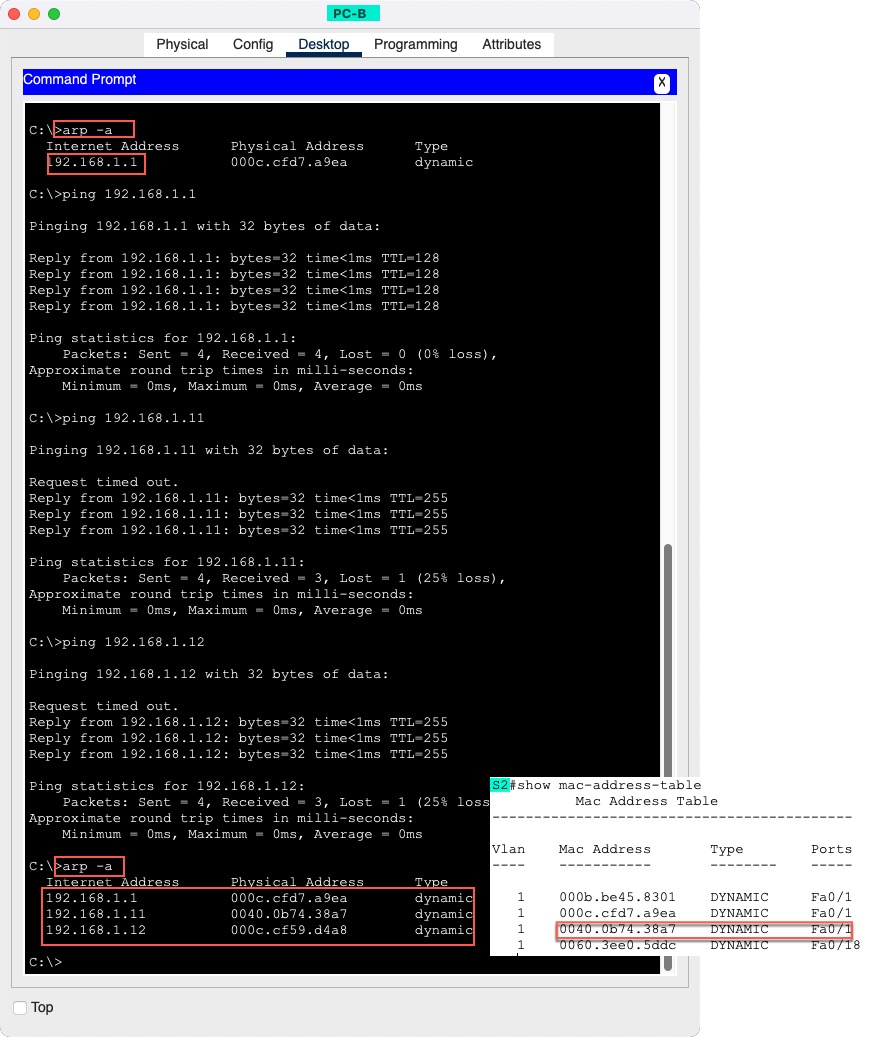 PC-B
Physical Config Desktop Programming Attributes
Command Prompt X
C:\>arp -a
Internet Address Physical Address Type
192.168.1.1 000c.cfd7.a9ea dynamic
C:\>ping 192.168.1.1
Pinging 192.168.1.1 with 32 bytes of data:
Reply from 192.168.1.1: bytes=32 time<1ms TTL=128
Reply from 192.168.1.1: bytes=32 time<1ms TTL=128
Reply from 192.168.1.1: bytes=32 time<1ms TTL=128
Reply from 192.168.1.1: bytes=32 time<1ms TTL=128
Ping statistics for 192.168.1.1:
Packets: Sent = 4, Received = 4, Lost = 0 (0% loss),
Approximate round trip times in milli-seconds:
Minimum = 0ms, Maximum = 0ms, Average = 0ms
C:\>ping 192.168.1.11
Pinging 192.168.1.11 with 32 bytes of data:
Request timed out.
Reply from 192.168.1.11: bytes=32 time<1ms TTL=255
Reply from 192.168.1.11: bytes=32 time<1ms TTL=255
Reply from 192.168.1.11: bytes=32 time<1ms TTL=255
Ping statistics for 192.168.1.11:
Packets: Sent = 4, Received = 3, Lost = 1 (25% loss),
Approximate round trip times in milli-seconds:
Minimum = 0ms, Maximum = 0ms, Average = 0ms
C:\>ping 192.168.1.12
Pinging 192.168.1.12 with 32 bytes of data:
Request timed out.
Reply from 192.168.1.12: bytes=32 time<1ms TTL=255
Reply from 192.168.1.12: bytes=32 time<1ms TTL=255
Reply from 192.168.1.12: bytes=32 time<1ms TTL=255
Ping statistics for 192.168.1.12:
Packets: Sent = 4, Received = 3, Lost = 1 (25% loss
Approximate round trip times in milli-seconds:
Minimum = 0ms, Maximum = 0ms, Average = 0ms
C:\>arp -a
Internet Address Physical Address Type
192.168.1.1 000c.cfd7.a9ea dynamic
192.168.1.11 0040.0b74.38a7 dynamic
192.168.1.12 000c.cf59.d4a8 dynamic
C:\>
S2#show mac-address-table
Mac Address Table
-------------------------------------------
Vlan Mac Address Type Ports
---- ----------- -------- -----
1 000b.be45.8301 DYNAMIC Fa0/1
1 000c.cfd7.a9ea DYNAMIC Fa0/1
1 0040.0b74.38a7 DYNAMIC Fa0/1
1 0060.3ee0.5ddc DYNAMIC Fa0/18
Top